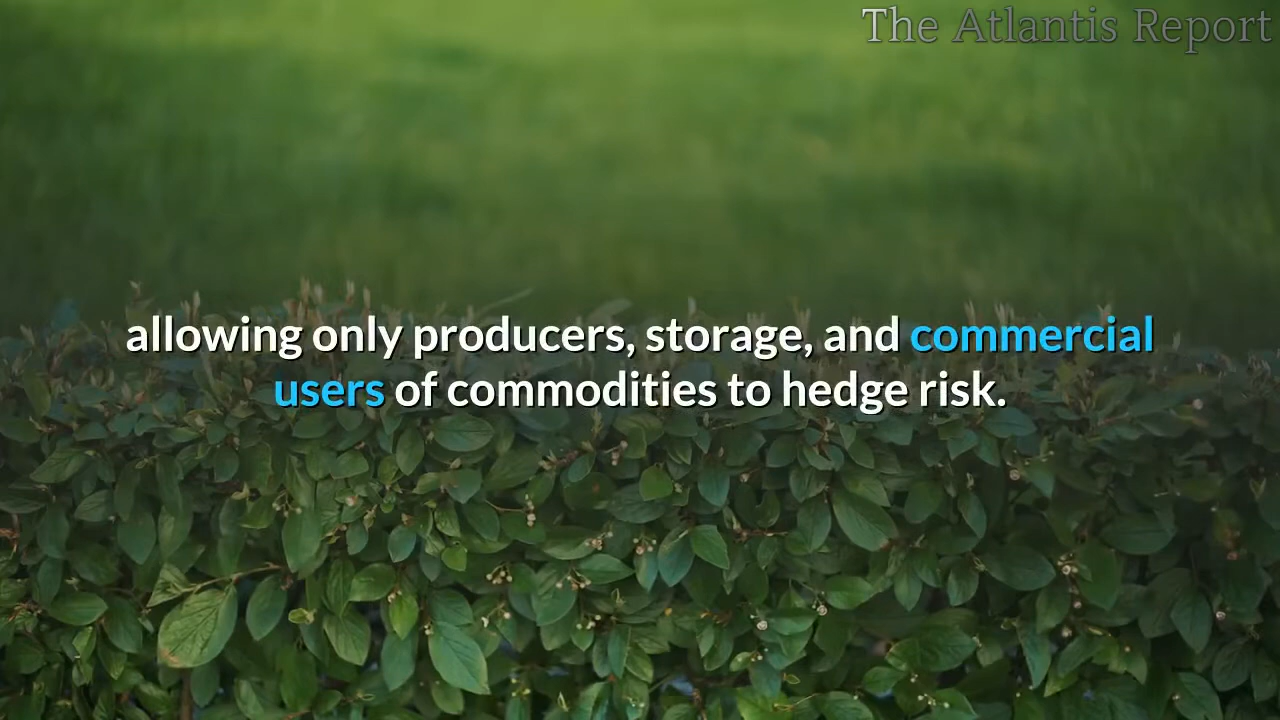 The Atlantis Report
allowing only producers, storage, and commercial
users of commodities to hedge risk.